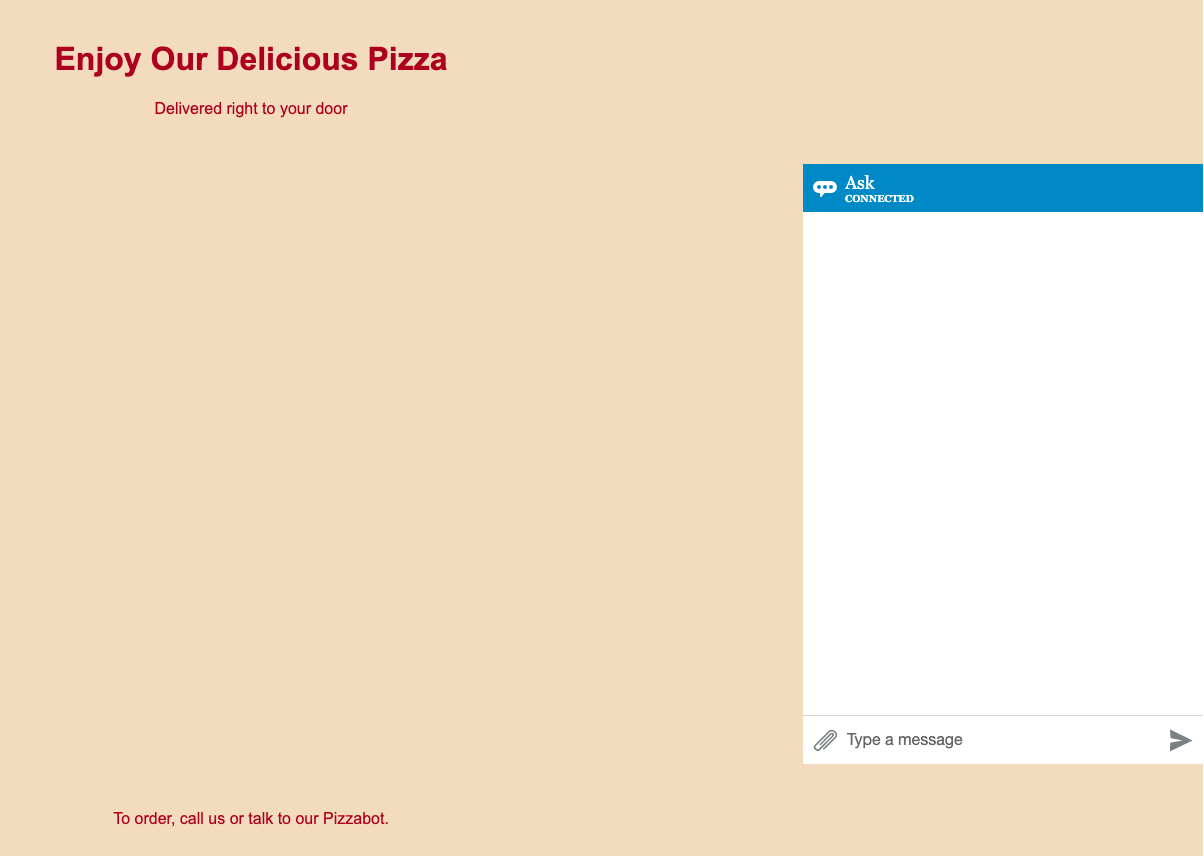 Enjoy Our Delicious Pizza
Delivered right to your door
Ask
CONNECTED
Type a message
To order, call us or talk to our Pizzabot.